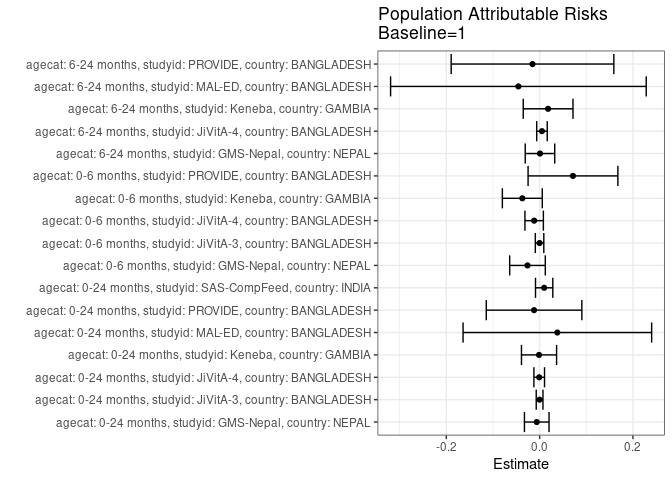 Population Attributable Risks
Baseline=1
agecat: 6-24 months, studyid: PROVIDE, country: BANGLADESH
agecat: 6-24 months, studyid: MAL-ED, country: BANGLADESH
agecat: 6-24 months, studyid: Keneba, country: GAMBIA
agecat: 6-24 months, studyid: JiVitA-4, country: BANGLADESH
agecat: 6-24 months, studyid: GMS-Nepal, country: NEPAL
agecat: 0-6 months, studyid: PROVIDE, country: BANGLADESH
agecat: 0-6 months, studyid: Keneba, country: GAMBIA
agecat: 0-6 months, studyid: JiVitA-4, country: BANGLADESH
agecat: 0-6 months, studyid: JiVitA-3, country: BANGLADESH
agecat: 0-6 months, studyid: GMS-Nepal, country: NEPAL
agecat: 0-24 months, studyid: SAS-CompFeed, country: INDIA
agecat: 0-24 months, studyid: PROVIDE, country: BANGLADESH
agecat: 0-24 months, studyid: MAL-ED, country: BANGLADESH
agecat: 0-24 months, studyid: Keneba, country: GAMBIA
agecat: 0-24 months, studyid: JiVitA-4, country: BANGLADESH
agecat: 0-24 months, studyid: JiVitA-3, country: BANGLADESH
agecat: 0-24 months, studyid: GMS-Nepal, country: NEPAL
-0.2 0.0 0.2
Estimate